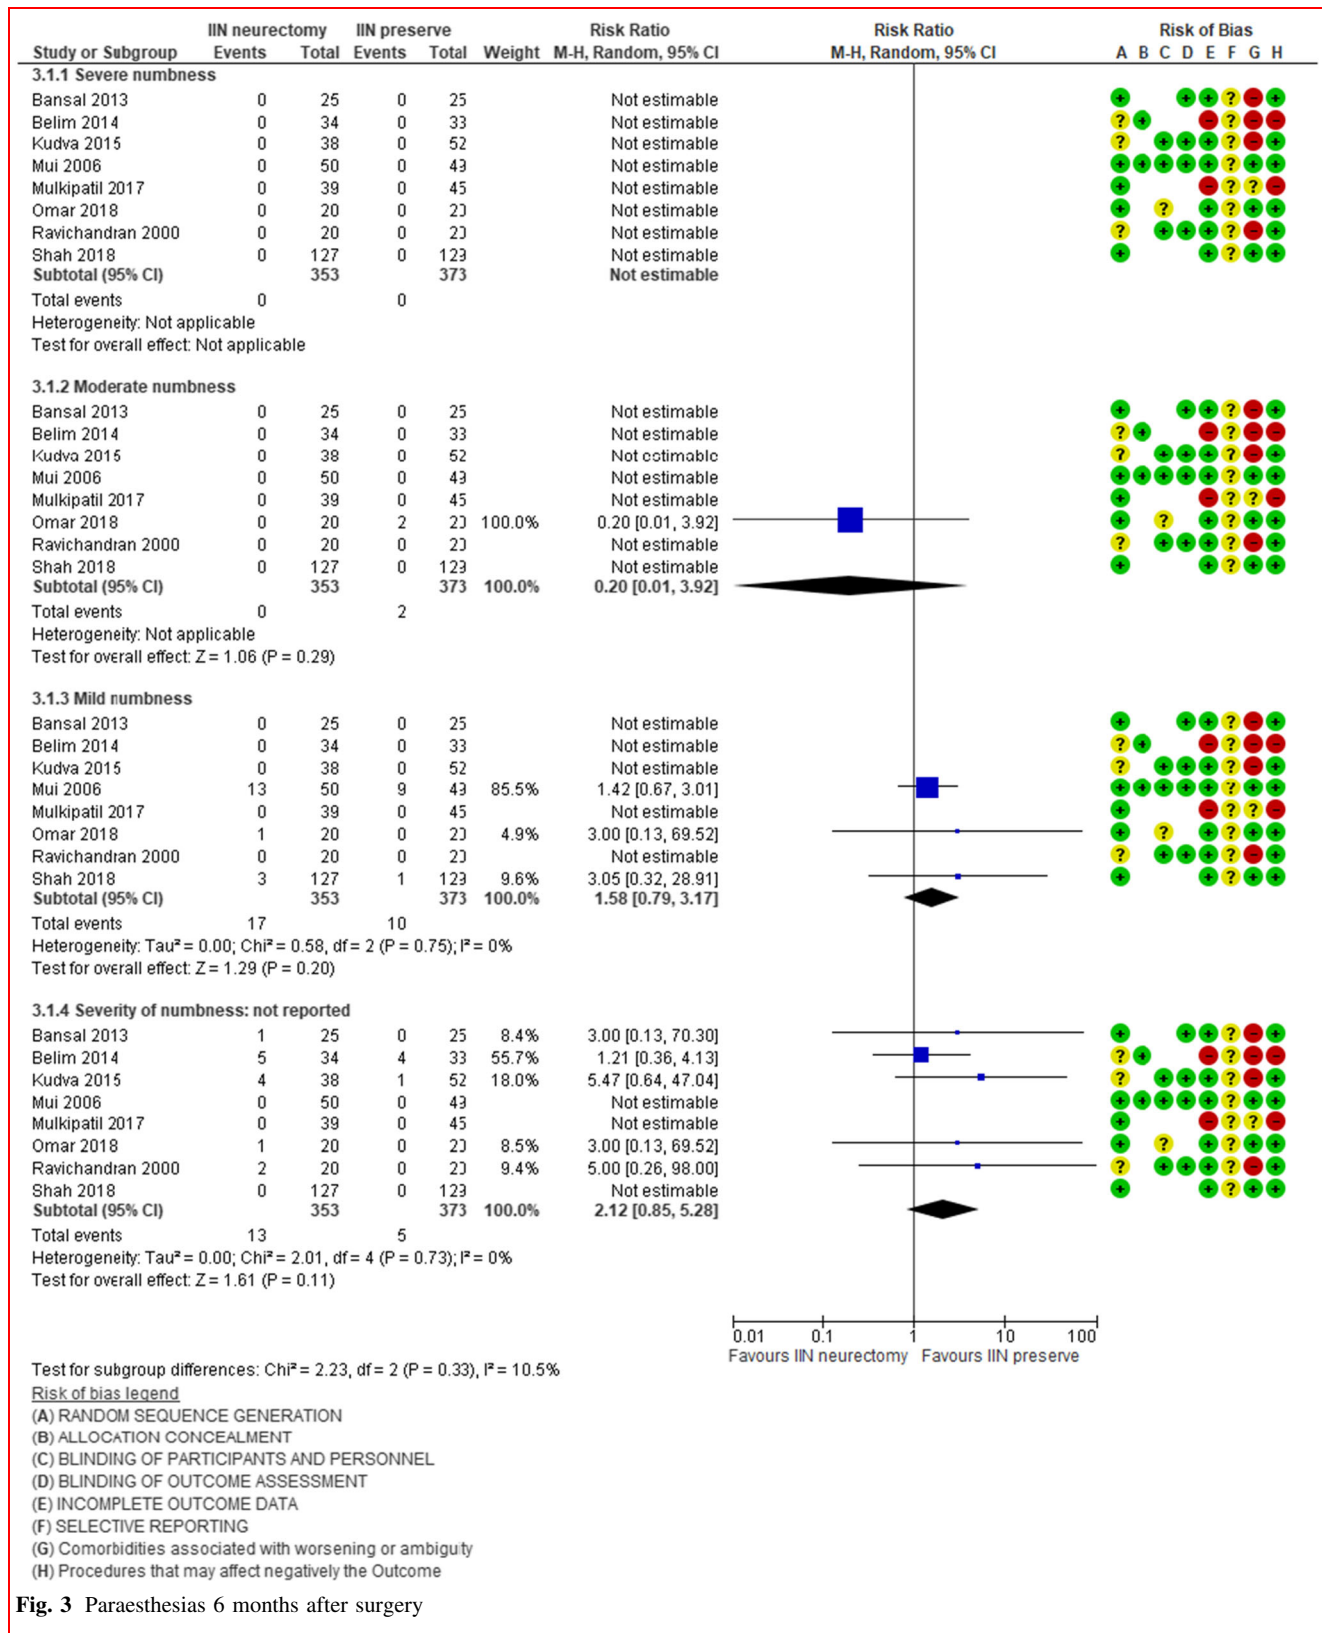 IIN neurectomy IIN preserve Risk Ratio Risk Ratio Risk of Bias
Study or Subgroup Events Total Events Total Weight M-H, Random, 95% CI M-H, Random, 95% CI A B C D E F G H
3.1.1 Severe numbness
Bansal 2013 0 25 0 25 Not estimable + + + ? - +
Belim 2014 0 34 0 33 Not estimable ? + - ? - -
Kudva 2015 0 38 0 52 Not estimable ? + + + ? - +
Mui 2006 0 50 0 49 Not estimable + + + + + ? + +
Mulkipatil 2017 0 39 0 45 Not estimable + - ? ? -
Omar 2018 0 20 0 20 Not estimable + ? + ? + +
Ravichandran 2000 0 20 0 20 Not estimable ? + + + ? - +
Shah 2018 0 127 0 129 Not estimable + + ? + +
Subtotal (95% CI) 353 373 Not estimable
Total events 0 0
Heterogeneity: Not applicable
Test for overall effect: Not applicable
3.1.2 Moderate numbness
Bansal 2013 0 25 0 25 Not estimable + + + ? - +
Belim 2014 0 34 0 33 Not estimable ? + - ? - -
Kudva 2015 0 38 0 52 Not estimable ? + + + ? - +
Mui 2006 0 50 0 49 Not estimable + + + + + ? + +
Mulkipatil 2017 0 39 0 45 Not estimable + - ? ? -
Omar 2018 0 20 2 20 100.0% 0.20 [0.01, 3.92] + ? + ? + +
Ravichandran 2000 0 20 0 20 Not estimable ? + + + ? - +
Shah 2018 0 127 0 129 Not estimable + + ? + +
Subtotal (95% CI) 353 373 100.0% 0.20 [0.01, 3.92]
Total events 0 2
Heterogeneity: Not applicable
Test for overall effect: Z = 1.06 (P = 0.29)
3.1.3 Mild numbness
Bansal 2013 0 25 0 25 Not estimable + + + ? - +
Belim 2014 0 34 0 33 Not estimable ? + - ? - -
Kudva 2015 0 38 0 52 Not estimable ? + + + ? - +
Mui 2006 13 50 9 49 85.5% 1.42 [0.67, 3.01] + + + + + ? + +
Mulkipatil 2017 0 39 0 45 Not estimable + - ? ? -
Omar 2018 1 20 0 20 4.9% 3.00 [0.13, 69.52] + ? + ? + +
Ravichandran 2000 0 20 0 20 Not estimable ? + + + ? - +
Shah 2018 3 127 1 129 9.6% 3.05 [0.32, 28.91] + + ? + +
Subtotal (95% CI) 353 373 100.0% 1.58 [0.79, 3.17]
Total events 17 10
Heterogeneity: Tau² = 0.00; Chi² = 0.58, df = 2 (P = 0.75); I² = 0%
Test for overall effect: Z = 1.29 (P = 0.20)
3.1.4 Severity of numbness: not reported
Bansal 2013 1 25 0 25 8.4% 3.00 [0.13, 70.30] + + + ? - +
Belim 2014 5 34 4 33 55.7% 1.21 [0.36, 4.13] ? + - ? - -
Kudva 2015 4 38 1 52 18.0% 5.47 [0.64, 47.04] ? + + + ? - +
Mui 2006 0 50 0 49 Not estimable + + + + + ? + +
Mulkipatil 2017 0 39 0 45 Not estimable + - ? ? -
Omar 2018 1 20 0 20 8.5% 3.00 [0.13, 69.52] + ? + ? + +
Ravichandran 2000 2 20 0 20 9.4% 5.00 [0.26, 98.00] ? + + + ? - +
Shah 2018 0 127 0 129 Not estimable + + ? + +
Subtotal (95% CI) 353 373 100.0% 2.12 [0.85, 5.28]
Total events 13 5
Heterogeneity: Tau² = 0.00; Chi² = 2.01, df = 4 (P = 0.73); I² = 0%
Test for overall effect: Z = 1.61 (P = 0.11)
0.01 0.1 1 10 100
Favours IIN neurectomy Favours IIN preserve
Test for subgroup differences: Chi² = 2.23, df = 2 (P = 0.33), I² = 10.5%
Risk of bias legend
(A) RANDOM SEQUENCE GENERATION
(B) ALLOCATION CONCEALMENT
(C) BLINDING OF PARTICIPANTS AND PERSONNEL
(D) BLINDING OF OUTCOME ASSESSMENT
(E) INCOMPLETE OUTCOME DATA
(F) SELECTIVE REPORTING
(G) Comorbidities associated with worsening or ambiguity
(H) Procedures that may affect negatively the Outcome
Fig. 3 Paraesthesias 6 months after surgery